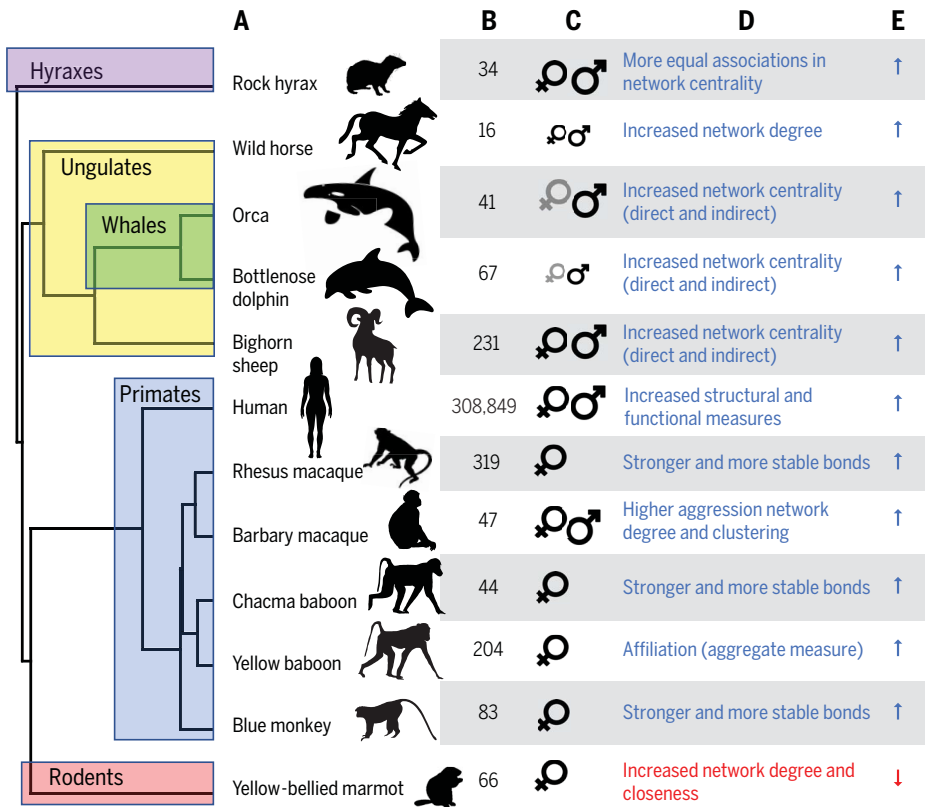 A B C D E
Hyraxes
Rock hyrax 34 ♀♂ More equal associations in
network centrality ↑
Wild horse 16 ♀♂ Increased network degree ↑
Ungulates
Orca 41 ♀♂ Increased network centrality
(direct and indirect) ↑
Whales
Bottlenose
dolphin 67 ♀♂ Increased network centrality
(direct and indirect) ↑
Bighorn
sheep 231 ♀♂ Increased network centrality
(direct and indirect) ↑
Primates
Human 308,849 ♀♂ Increased structural and
functional measures ↑
Rhesus macaque 319 ♀ Stronger and more stable bonds ↑
Barbary macaque 47 ♀♂ Higher aggression network
degree and clustering ↑
Chacma baboon 44 ♀ Stronger and more stable bonds ↑
Yellow baboon 204 ♀ Affiliation (aggregate measure) ↑
Blue monkey 83 ♀ Stronger and more stable bonds ↑
Rodents
Yellow-bellied marmot 66 ♀ Increased network degree and
closeness ↓